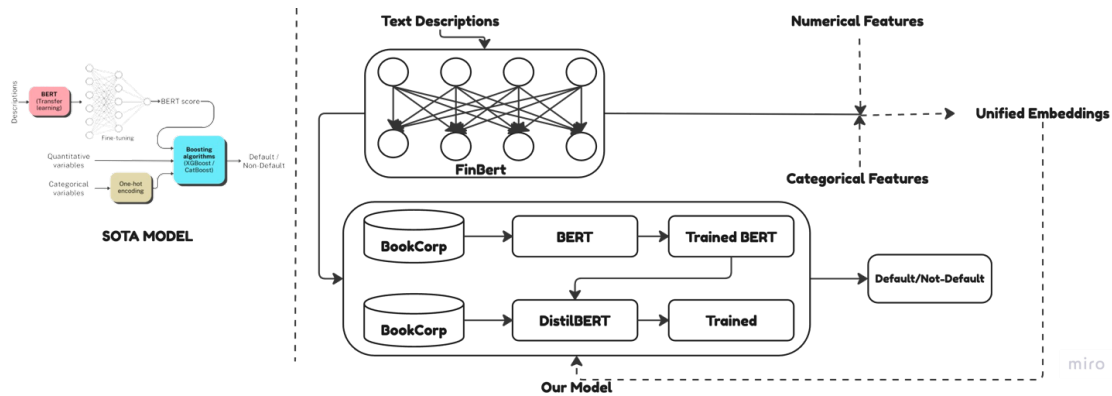 Descriptions
BERT
(Transfer
learning)
Fine-tuning
BERT score
Quantitative
variables
Categorical
variables
One-hot
encoding
Boosting
algorithms
(XGBoost /
CatBoost)
Default /
Non-Default
SOTA MODEL
Text Descriptions
FinBert
Numerical Features
Categorical Features
Unified Embeddings
BookCorp
BERT
Trained BERT
BookCorp
DistilBERT
Trained
Default/Not-Default
Our Model
miro